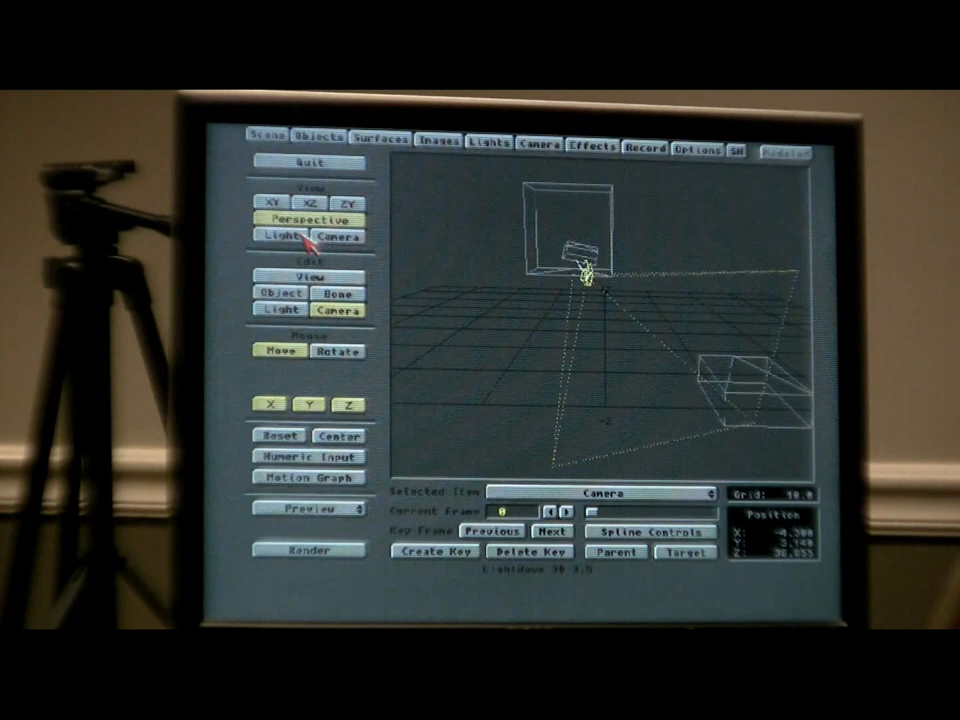 Scene Objects Surfaces Images Lights Camera Effects Record Options SN Modeler
Quit
View
XY XZ ZY
Perspective
Light Camera
Edit
View
Object Bone
Light Camera
Mouse
Move Rotate
X Y Z
Reset Center
Numeric Input
Motion Graph
Preview
Render
-Z
Selected Item Camera
Current Frame 0
Key Frame Previous Next Spline Controls
Create Key Delete Key Parent Target
LightWave 3D 3.5
Grid: 10.0
Position
X:
Y:
Z: